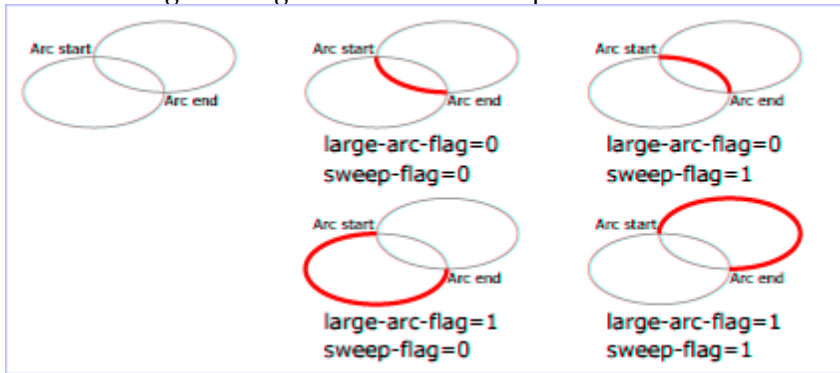 Arc start
Arc end
Arc start
Arc end
large-arc-flag=0
sweep-flag=0
Arc start
Arc end
large-arc-flag=0
sweep-flag=1
Arc start
Arc end
large-arc-flag=1
sweep-flag=0
Arc start
Arc end
large-arc-flag=1
sweep-flag=1